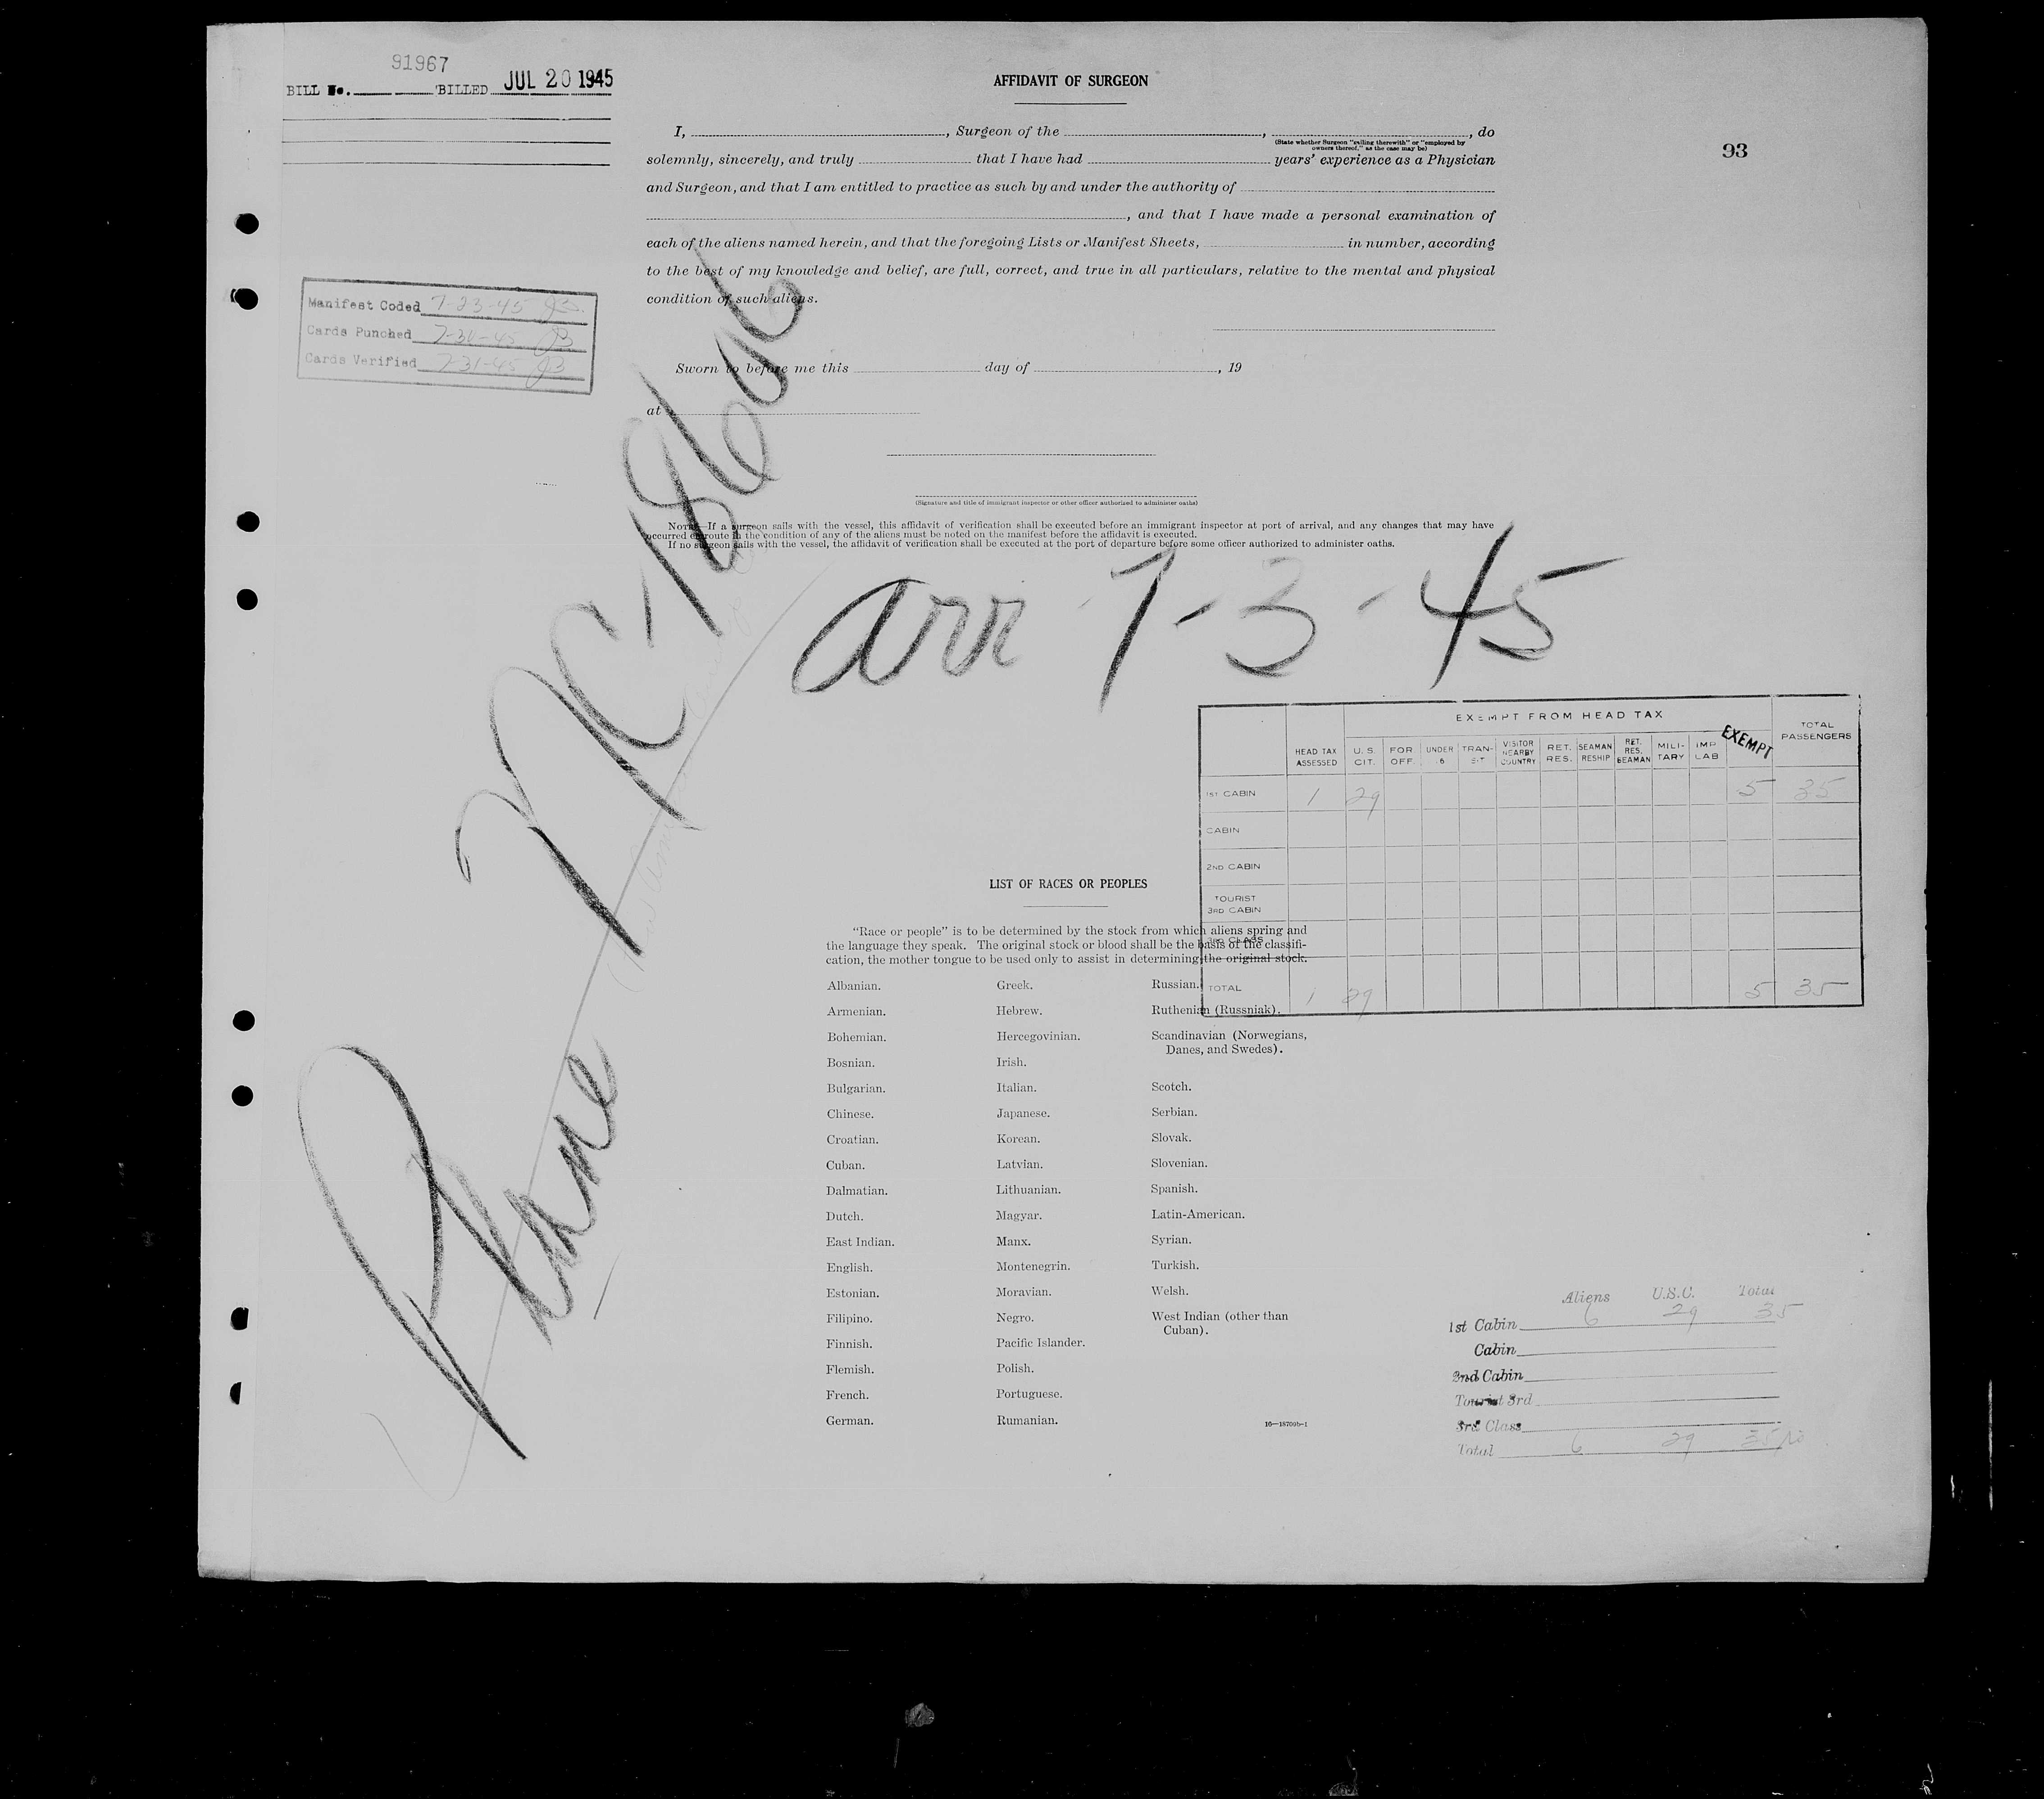 91967
BILL No. BILLED JUL 20 1945
AFFIDAVIT OF SURGEON
93
I, , Surgeon of the , , do
(State whether Surgeon "sailing therewith" or "employed by
owners thereof," as the case may be)
solemnly, sincerely, and truly that I have had years' experience as a Physician
and Surgeon, and that I am entitled to practice as such by and under the authority of
, and that I have made a personal examination of
each of the aliens named herein, and that the foregoing Lists or Manifest Sheets, in number, according
to the best of my knowledge and belief, are full, correct, and true in all particulars, relative to the mental and physical
condition of such aliens.
Manifest Coded 7-23-45
Cards Punched 7-30-45 JB
Cards Verified 7-31-45 JB
Sworn to before me this day of , 19
at
(Signature and title of immigrant inspector or other officer authorized to administer oaths)
NOTE—If a surgeon sails with the vessel, this affidavit of verification shall be executed before an immigrant inspector at port of arrival, and any changes that may have
occurred en route in the condition of any of the aliens must be noted on the manifest before the affidavit is executed.
If no surgeon sails with the vessel, the affidavit of verification shall be executed at the port of departure before some officer authorized to administer oaths.
Plane NC-18606
arr 7-3-45
EXEMPT FROM HEAD TAX
HEAD TAX ASSESSED U. S. CIT. FOR OFF. UNDER 16 TRAN-SIT VISITOR NEARBY COUNTRY RET. RES. SEAMAN RESHIP RET. RES. SEAMAN MILI-TARY IMP LAB EXEMPT TOTAL PASSENGERS
1ST CABIN 1 29 5 35
CABIN
2ND CABIN
TOURIST
3RD CABIN
3RD CLASS
TOTAL 1 29 5 35
LIST OF RACES OR PEOPLES
"Race or people" is to be determined by the stock from which aliens spring and
the language they speak. The original stock or blood shall be the basis of the classifi-
cation, the mother tongue to be used only to assist in determining the original stock.
Albanian. Greek. Russian.
Armenian. Hebrew. Ruthenian (Russniak).
Bohemian. Hercegovinian. Scandinavian (Norwegians,
Danes, and Swedes).
Bosnian. Irish.
Bulgarian. Italian. Scotch.
Chinese. Japanese. Serbian.
Croatian. Korean. Slovak.
Cuban. Latvian. Slovenian.
Dalmatian. Lithuanian. Spanish.
Dutch. Magyar. Latin-American.
East Indian. Manx. Syrian.
English. Montenegrin. Turkish.
Estonian. Moravian. Welsh.
Filipino. Negro. West Indian (other than
Cuban).
Finnish. Pacific Islander.
Flemish. Polish.
French. Portuguese.
German. Rumanian.
16—18709b-1
Aliens U.S.C. Total
1st Cabin 6 29 35
Cabin
2nd Cabin
Tourist 3rd
3rd Class
Total 6 29 35